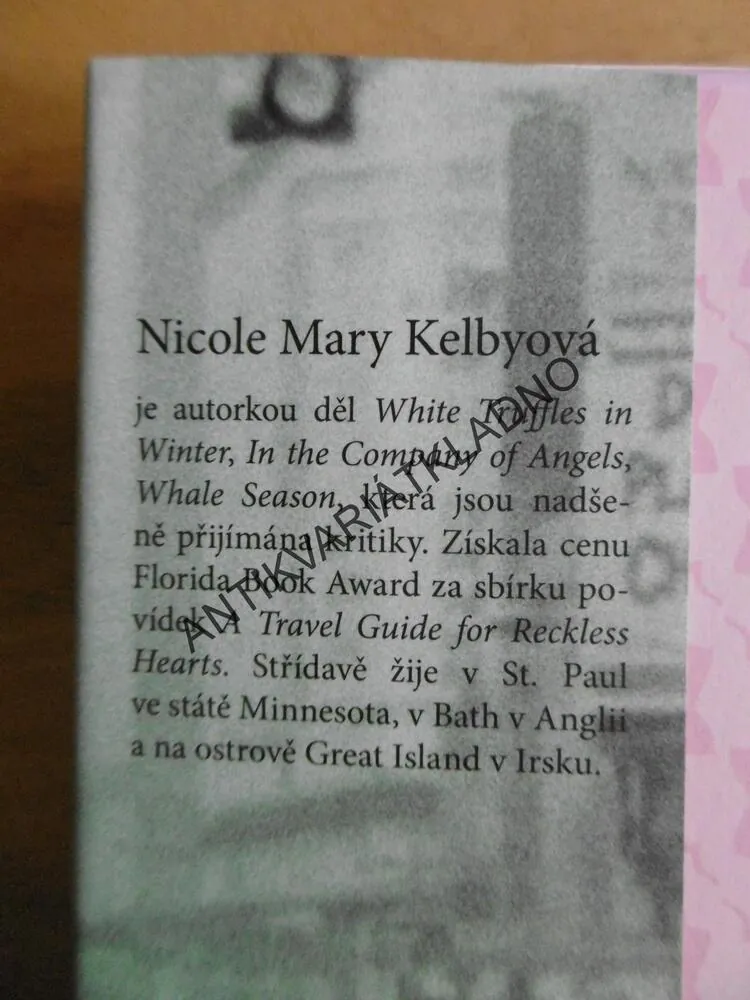 Nicole Mary Kelbyová
je autorkou děl White Truffles in
Winter, In the Company of Angels,
Whale Season, která jsou nadše-
ně přijímána kritiky. Získala cenu
Florida Book Award za sbírku po-
vídek A Travel Guide for Reckless
Hearts. Střídavě žije v St. Paul
ve státě Minnesota, v Bath v Anglii
a na ostrově Great Island v Irsku.
ANTIKVARIÁT KLADNO